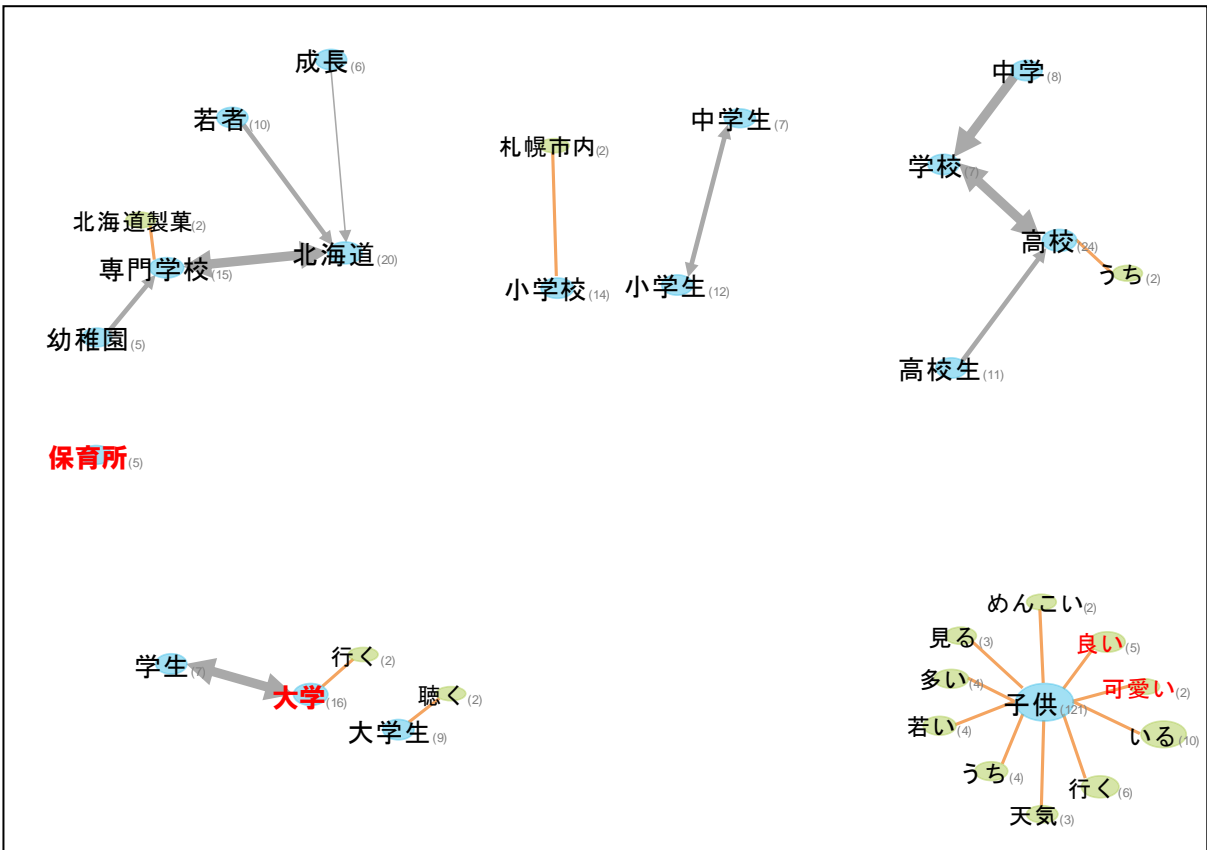 成長(6)
若者(10)
北海道製菓(2)
専門学校(15)
北海道(20)
幼稚園(5)
札幌市内(2)
小学校(14)
中学生(7)
小学生(12)
中学(8)
学校(7)
高校(24)
うち(2)
高校生(11)
保育所(5)
学生(7)
行く(2)
大学(16)
聴く(2)
大学生(9)
めんこい(2)
見る(3)
良い(5)
多い(4)
可愛い(2)
子供(121)
若い(4)
いる(10)
うち(4)
行く(6)
天気(3)